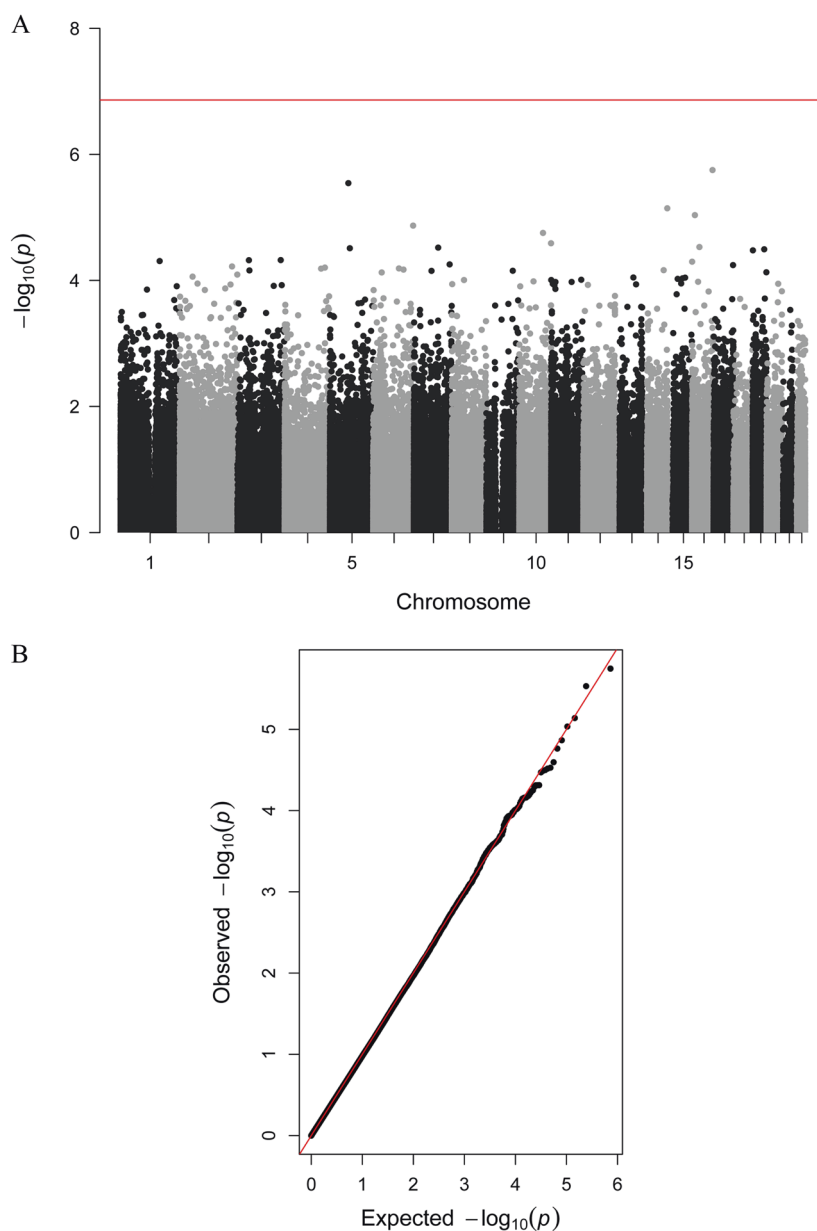 A
8
6
4
2
0
−log₁₀(p)
1 5 10 15
Chromosome
B
5
4
3
2
1
0
Observed −log₁₀(p)
0 1 2 3 4 5 6
Expected −log₁₀(p)